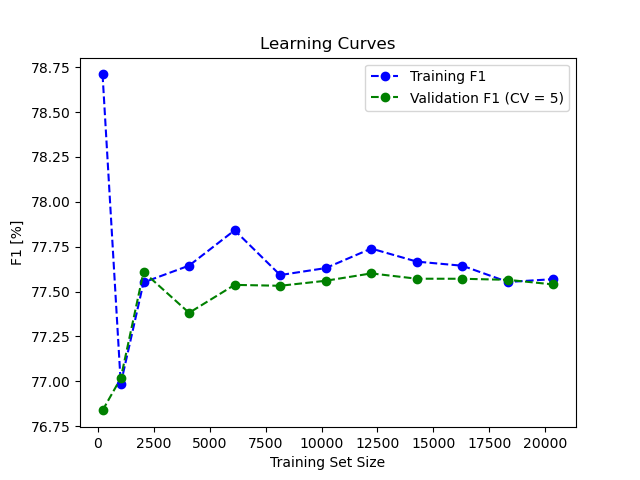 Learning Curves
Training F1
Validation F1 (CV = 5)
F1 [%]
78.75
78.50
78.25
78.00
77.75
77.50
77.25
77.00
76.75
0 2500 5000 7500 10000 12500 15000 17500 20000
Training Set Size